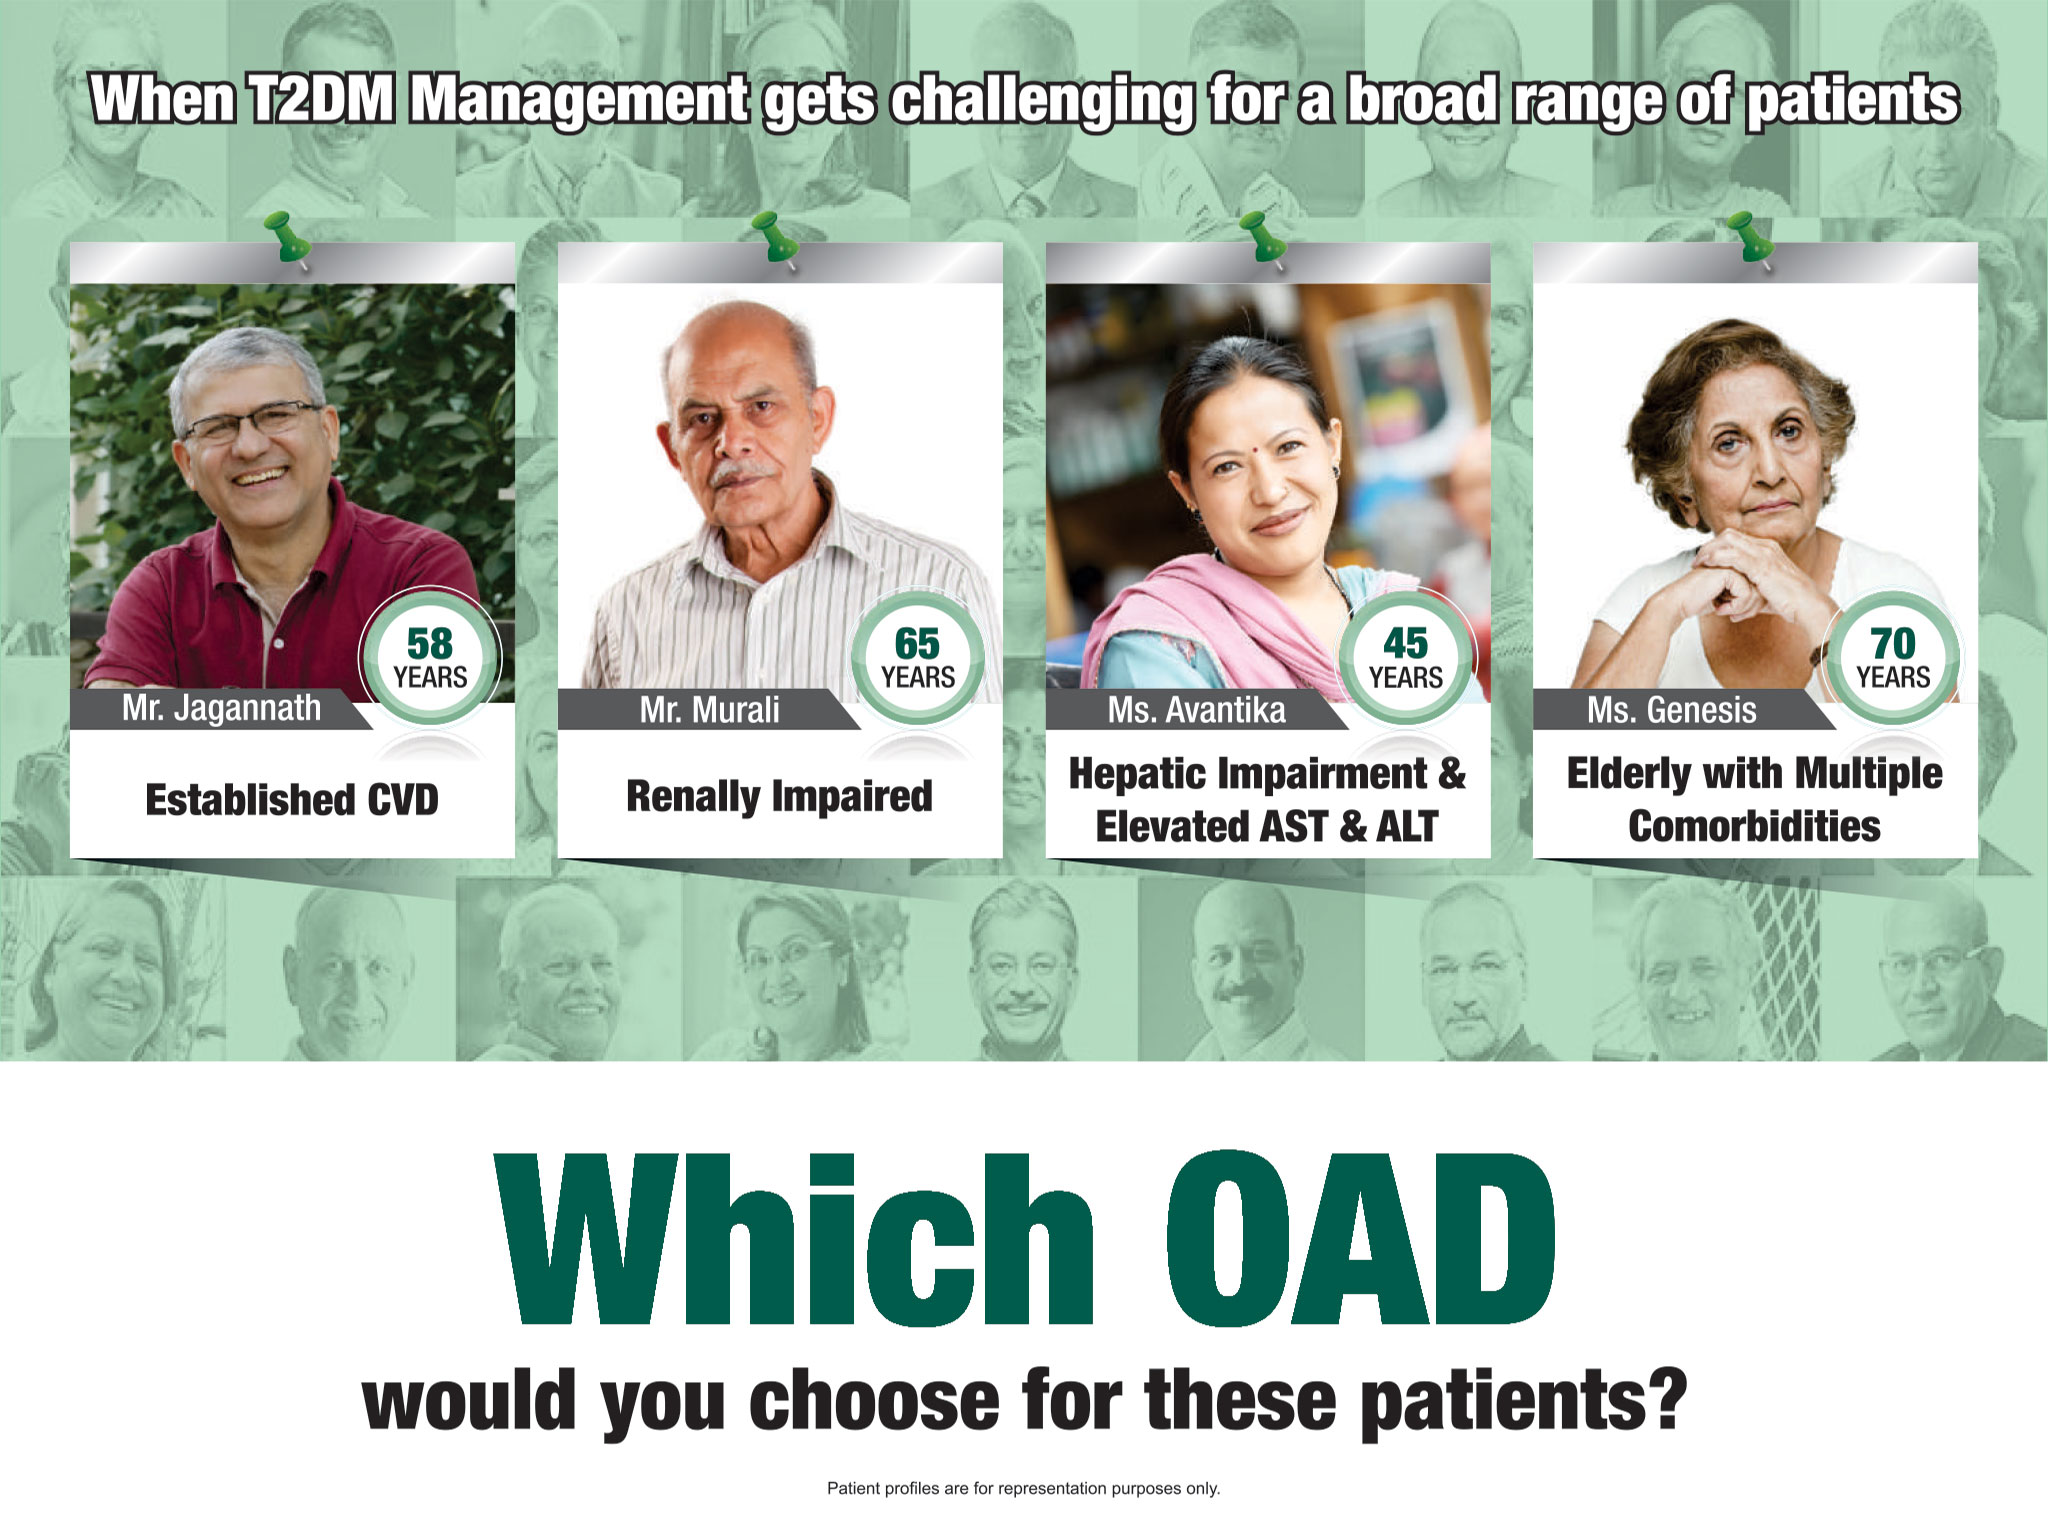 When T2DM Management gets challenging for a broad range of patients
58
YEARS
Mr. Jagannath
Established CVD
65
YEARS
Mr. Murali
Renally Impaired
45
YEARS
Ms. Avantika
Hepatic Impairment &
Elevated AST & ALT
70
YEARS
Ms. Genesis
Elderly with Multiple
Comorbidities
Which OAD
would you choose for these patients?
Patient profiles are for representation purposes only.